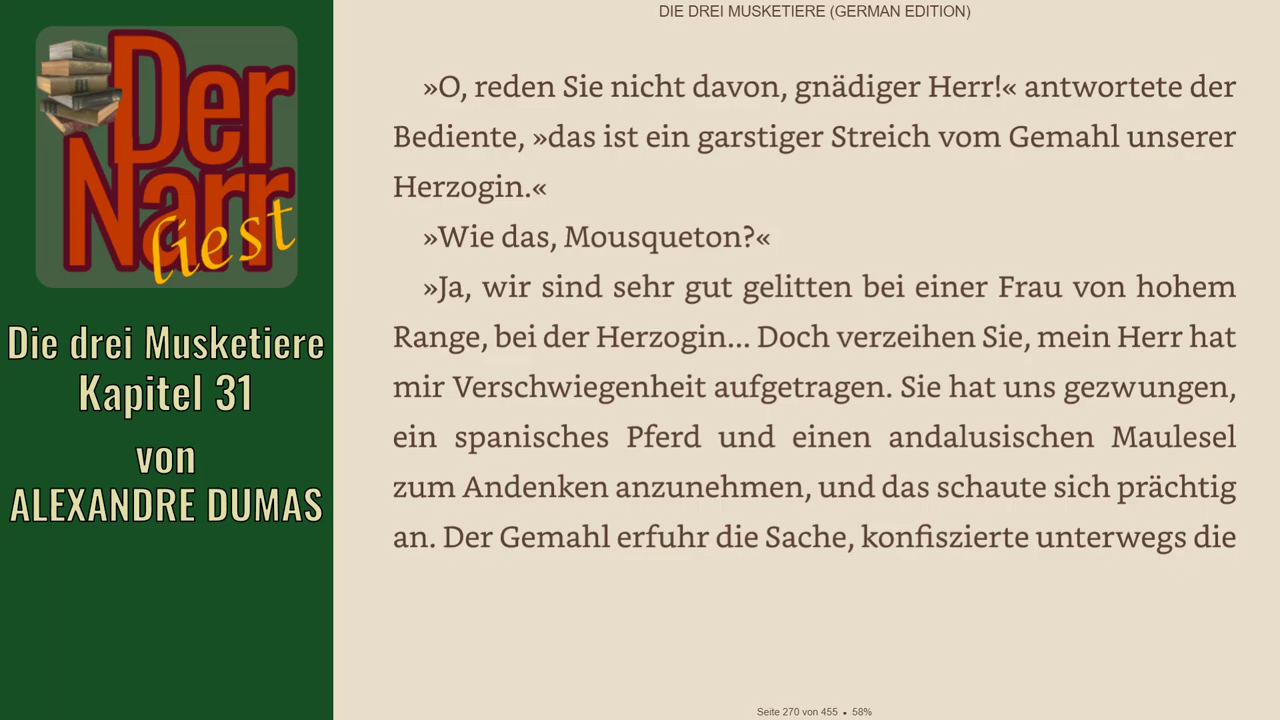 Der
Narr
liest
Die drei Musketiere
Kapitel 31
von
ALEXANDRE DUMAS
DIE DREI MUSKETIERE (GERMAN EDITION)
»O, reden Sie nicht davon, gnädiger Herr!« antwortete der
Bediente, »das ist ein garstiger Streich vom Gemahl unserer
Herzogin.«
»Wie das, Mousqueton?«
»Ja, wir sind sehr gut gelitten bei einer Frau von hohem
Range, bei der Herzogin... Doch verzeihen Sie, mein Herr hat
mir Verschwiegenheit aufgetragen. Sie hat uns gezwungen,
ein spanisches Pferd und einen andalusischen Maulesel
zum Andenken anzunehmen, und das schaute sich prächtig
an. Der Gemahl erfuhr die Sache, konfiszierte unterwegs die
Seite 270 von 455 • 58%